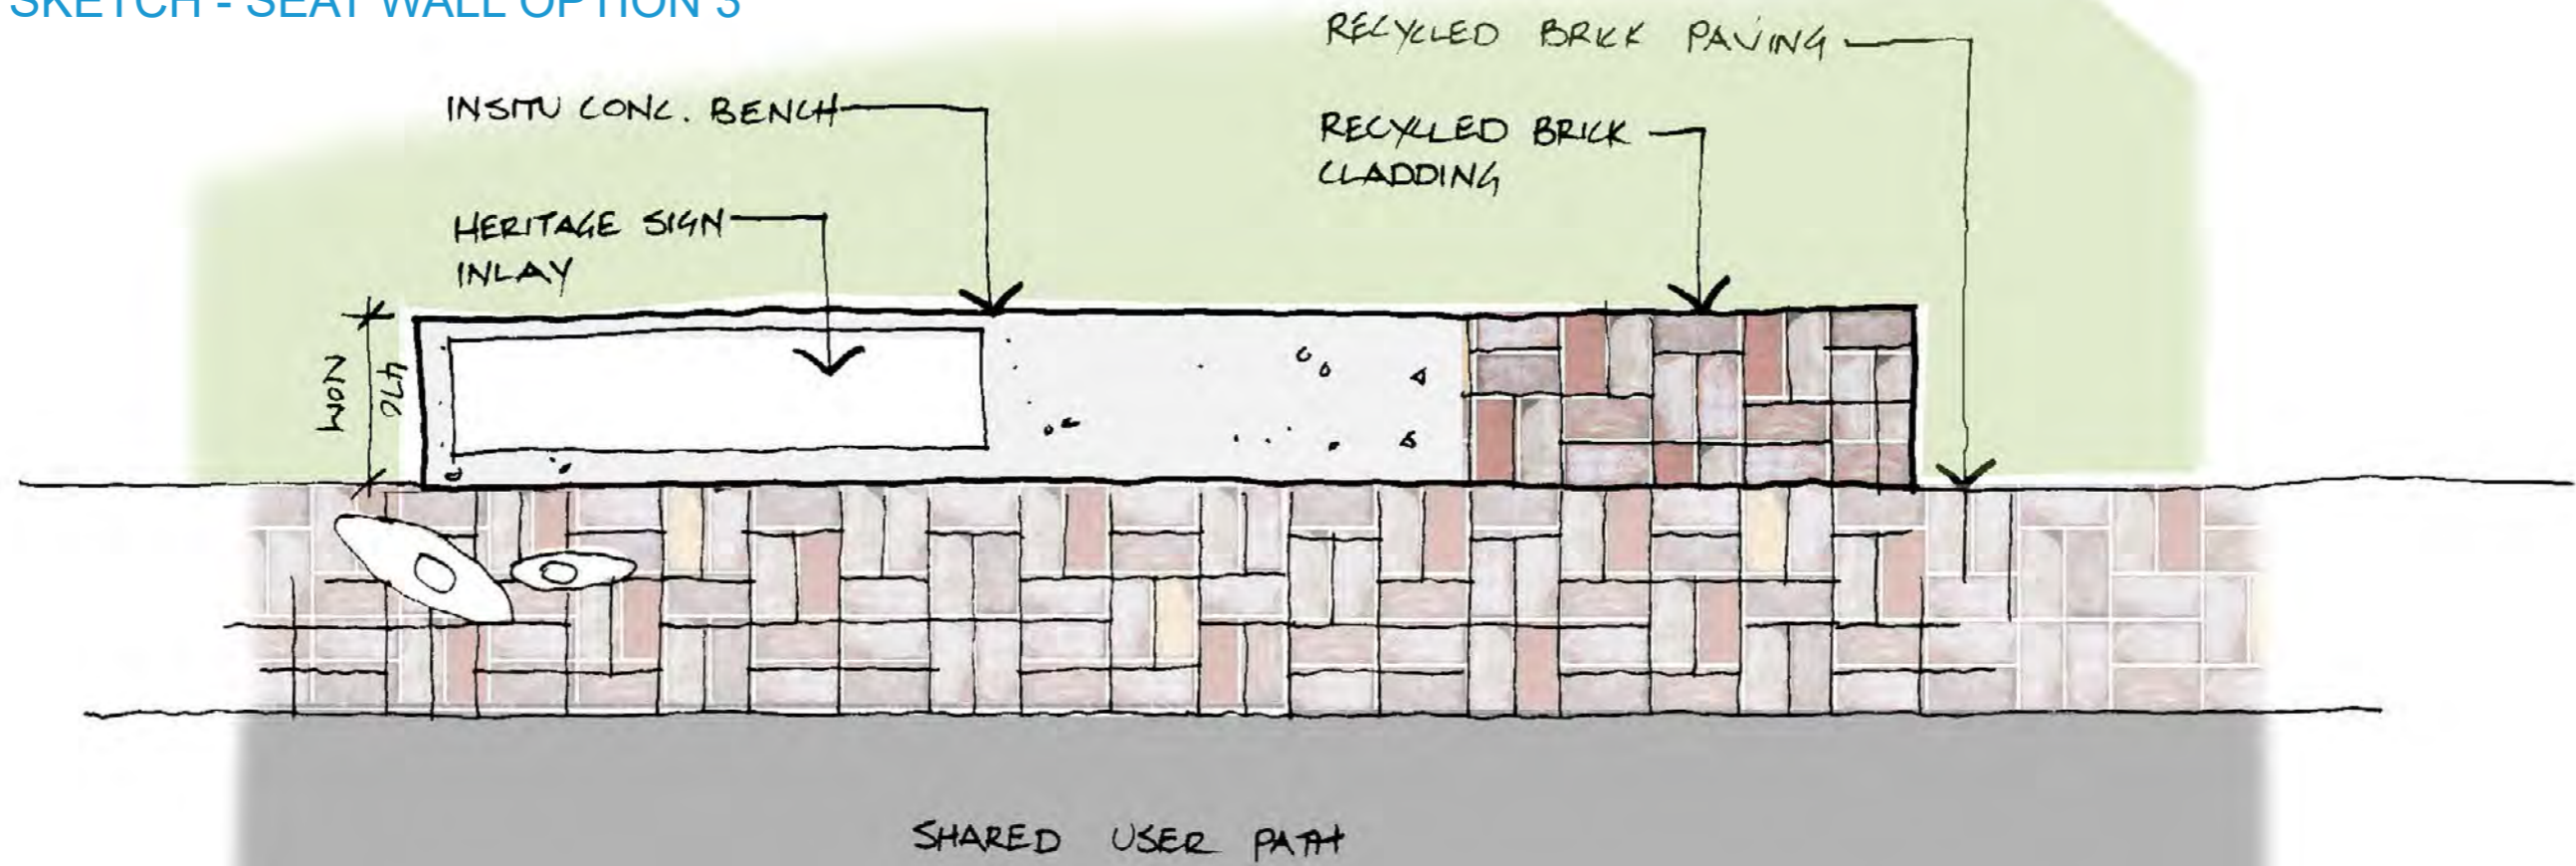 SKETCH - SEAT WALL OPTION 3
RECYCLED BRICK PAVING
INSITU CONC. BENCH
RECYCLED BRICK
CLADDING
HERITAGE SIGN
INLAY
470
NOM
SHARED USER PATH